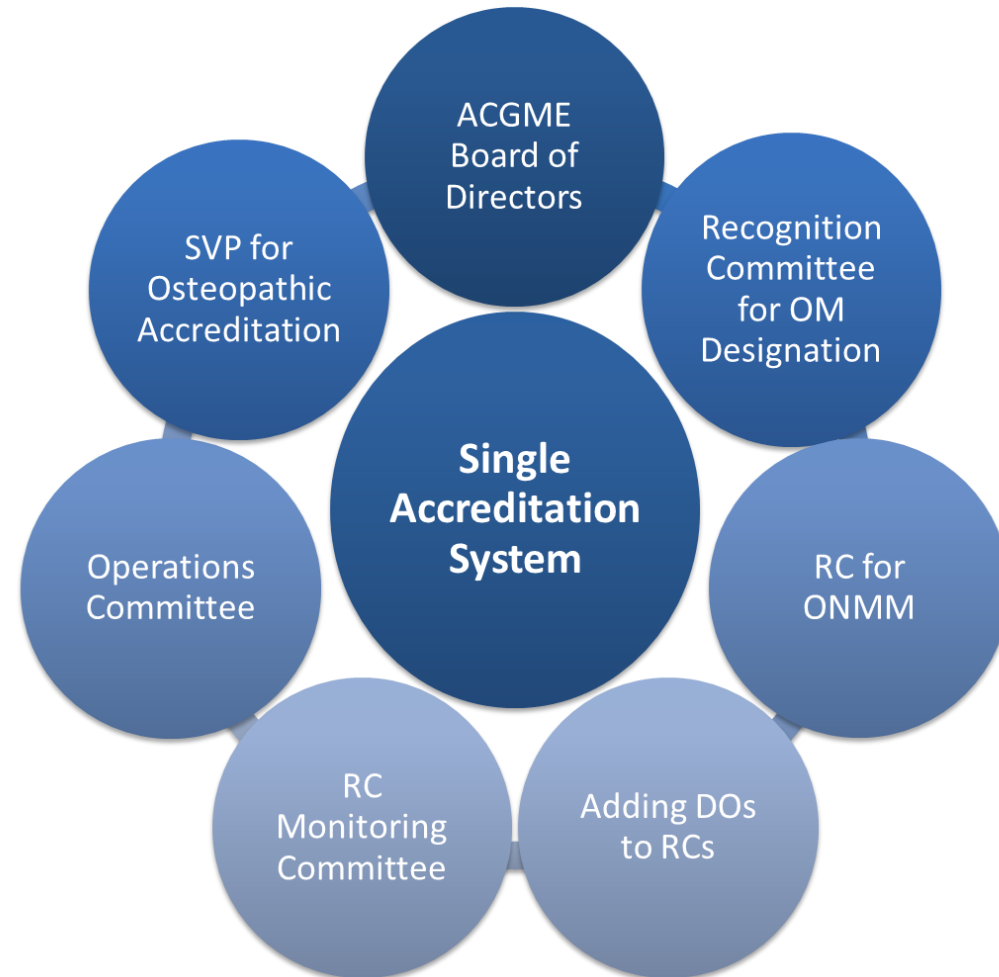 ACGME
Board of
Directors
Recognition
Committee
for OM
Designation
RC for
ONMM
Adding DOs
to RCs
RC
Monitoring
Committee
Operations
Committee
SVP for
Osteopathic
Accreditation
Single
Accreditation
System